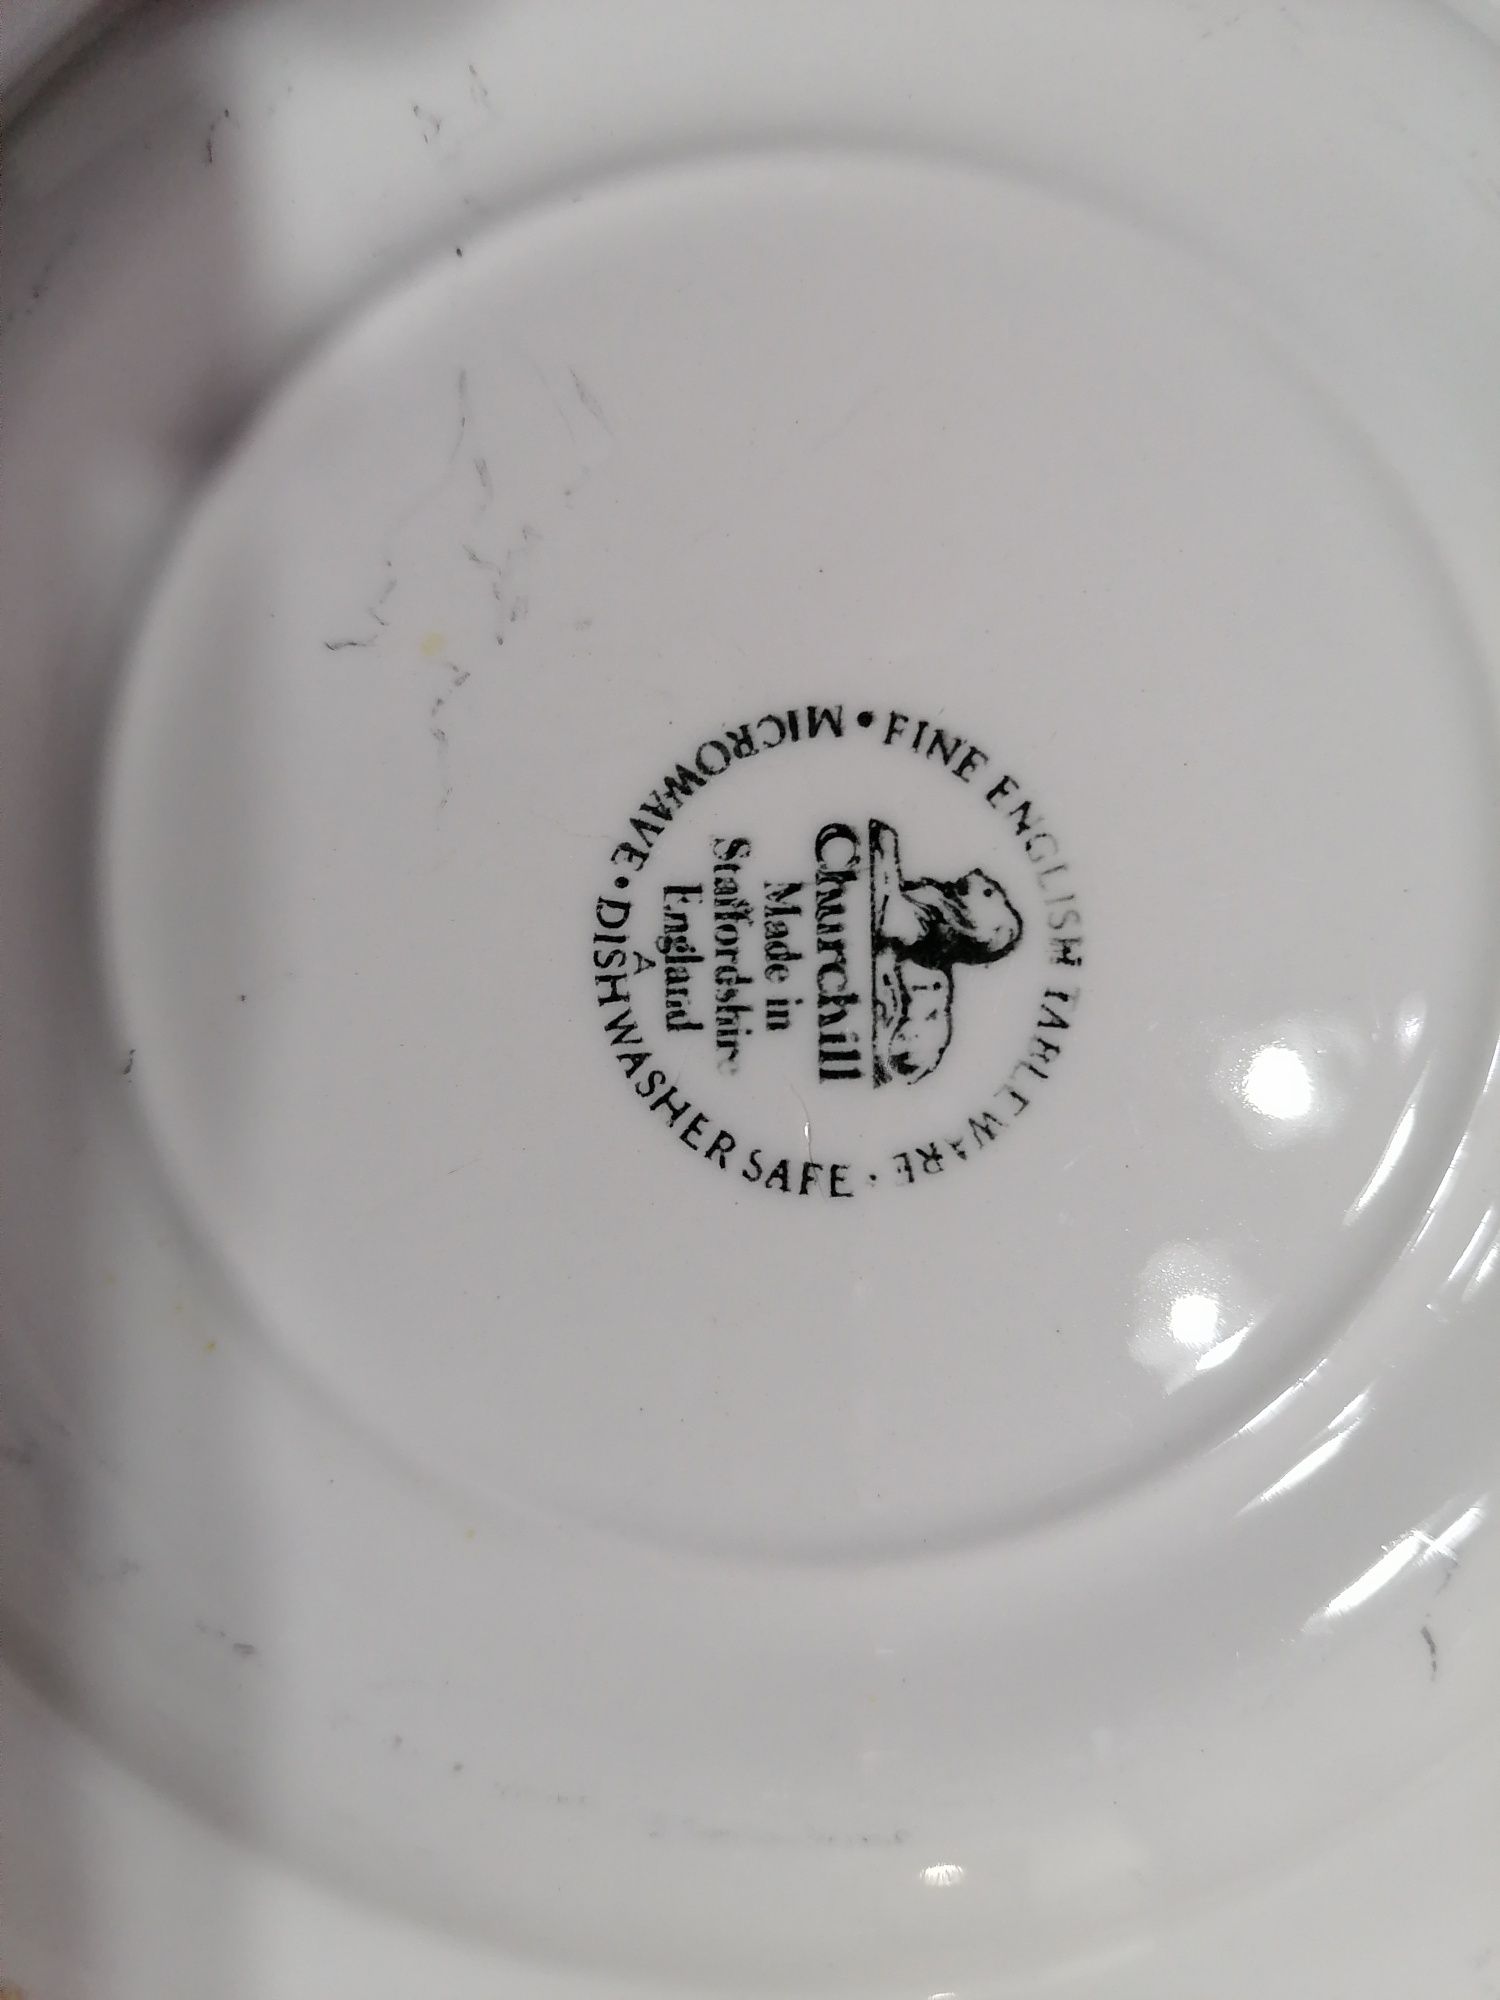 • FINE ENGLISH TABLEWARE •
Churchill
Made in
Staffordshire
England
A
MICROWAVE • DISHWASHER SAFE